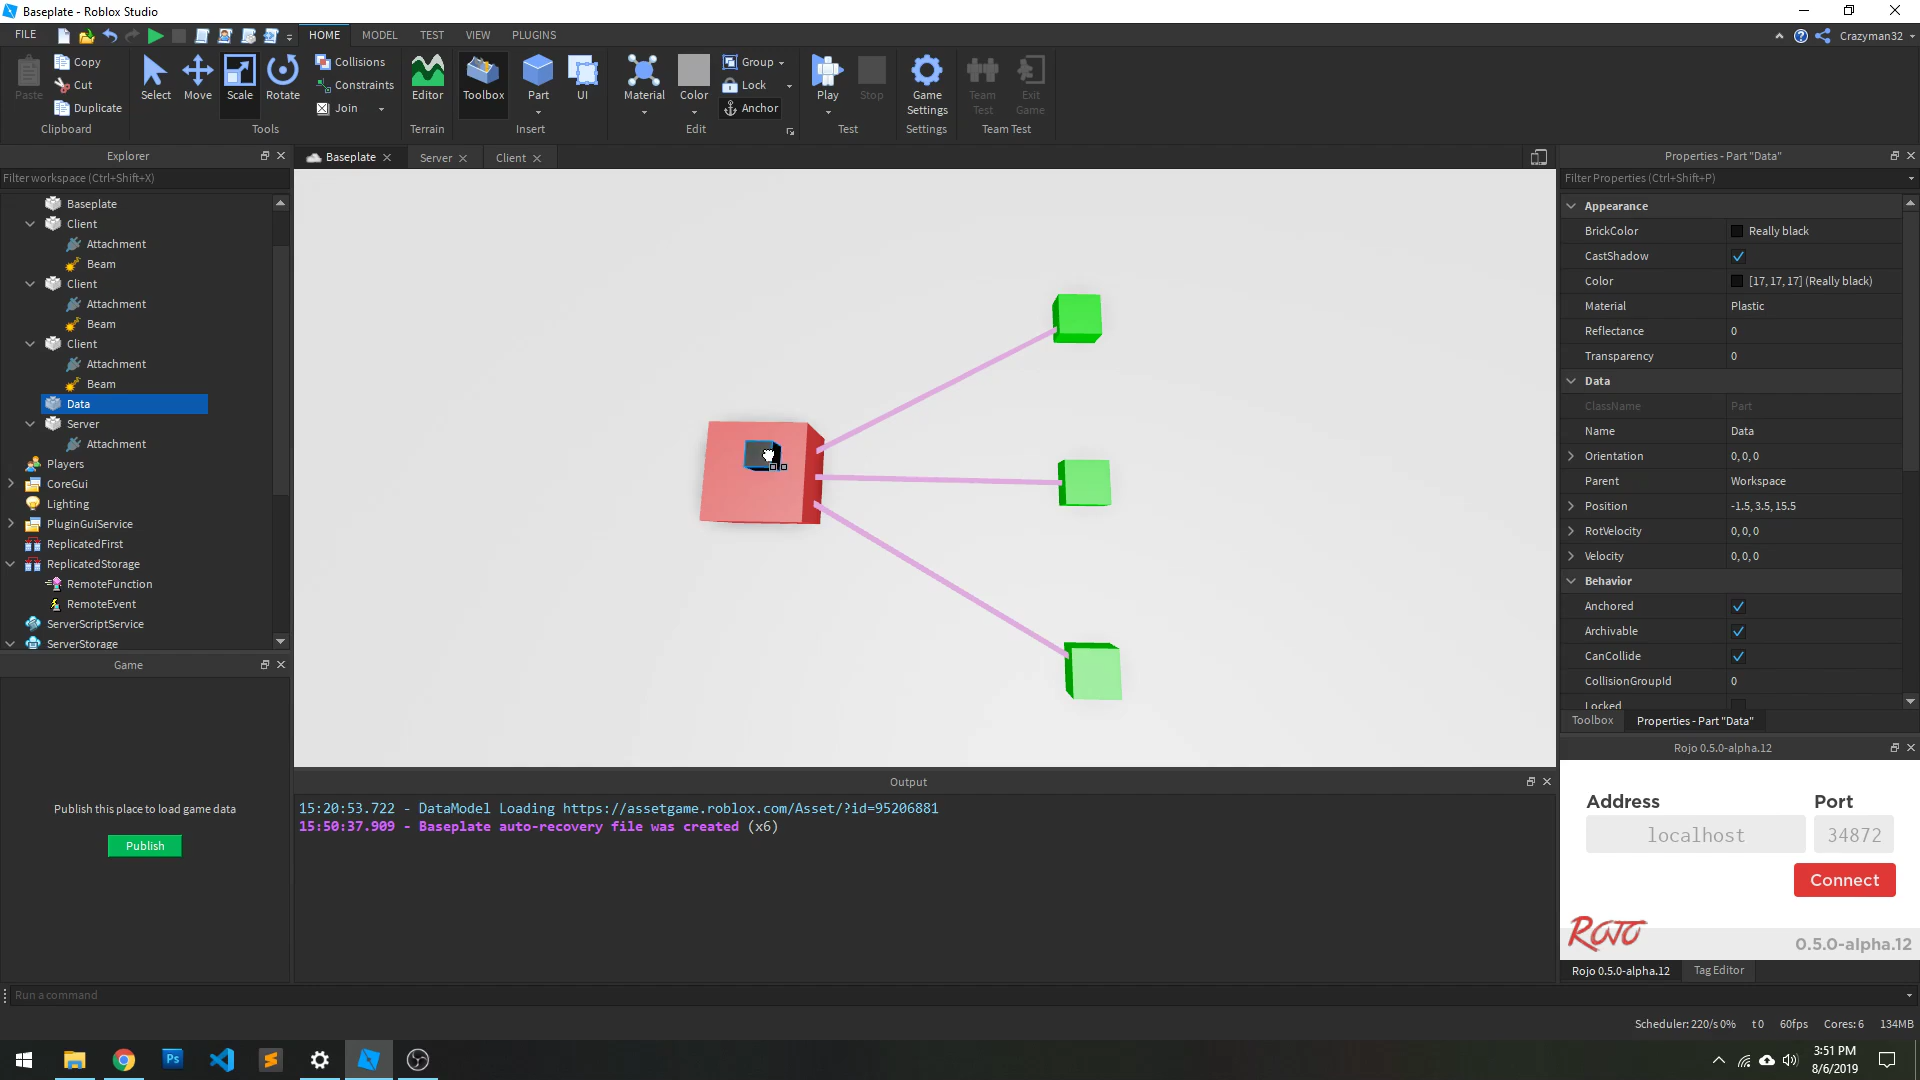 Baseplate - Roblox Studio
FILE
HOME
MODEL
TEST
VIEW
PLUGINS
Crazyman32
Paste
Copy
Cut
Duplicate
Clipboard
Select
Move
Scale
Rotate
Collisions
Constraints
Join
Tools
Editor
Terrain
Toolbox
Part
UI
Insert
Material
Color
Group
Lock
Anchor
Edit
Play
Stop
Test
Game Settings
Settings
Team Test
Exit Game
Team Test
Explorer
Filter workspace (Ctrl+Shift+X)
Baseplate
Client
Attachment
Beam
Client
Attachment
Beam
Client
Attachment
Beam
Data
Server
Attachment
Players
CoreGui
Lighting
PluginGuiService
ReplicatedFirst
ReplicatedStorage
RemoteFunction
RemoteEvent
ServerScriptService
ServerStorage
Game
Publish this place to load game data
Publish
Baseplate
Server
Client
Output
15:20:53.722 - DataModel Loading https://assetgame.roblox.com/Asset/?id=95206881
15:50:37.909 - Baseplate auto-recovery file was created (x6)
Properties - Part "Data"
Filter Properties (Ctrl+Shift+P)
Appearance
BrickColor Really black
CastShadow
Color [17, 17, 17] (Really black)
Material Plastic
Reflectance 0
Transparency 0
Data
ClassName Part
Name Data
Orientation 0, 0, 0
Parent Workspace
Position -1.5, 3.5, 15.5
RotVelocity 0, 0, 0
Velocity 0, 0, 0
Behavior
Anchored
Archivable
CanCollide
CollisionGroupId 0
Locked
Toolbox
Properties - Part "Data"
Rojo 0.5.0-alpha.12
Address
Port
localhost
34872
Connect
ROJO
0.5.0-alpha.12
Rojo 0.5.0-alpha.12
Tag Editor
Run a command
Scheduler: 220/s 0%
t 0
60fps
Cores: 6
134MB
Ps
3:51 PM
8/6/2019